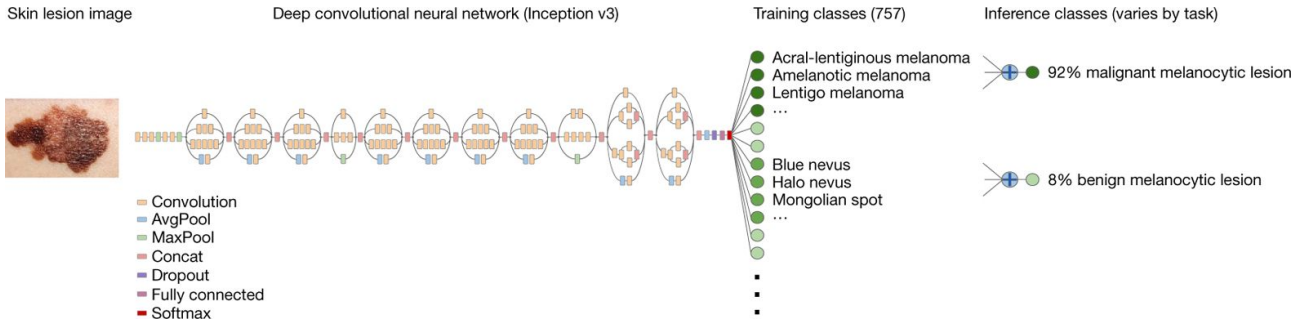 Skin lesion image
Deep convolutional neural network (Inception v3)
Training classes (757)
Inference classes (varies by task)
Acral-lentiginous melanoma
Amelanotic melanoma
Lentigo melanoma
…
Blue nevus
Halo nevus
Mongolian spot
…
92% malignant melanocytic lesion
8% benign melanocytic lesion
Convolution
AvgPool
MaxPool
Concat
Dropout
Fully connected
Softmax